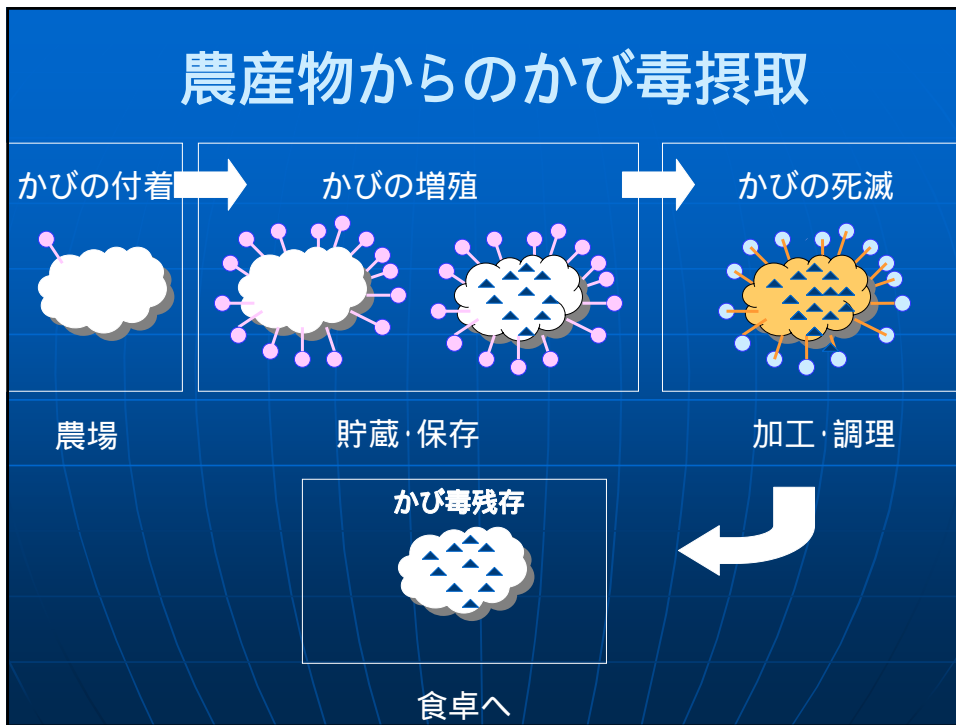 農産物からのかび毒摂取
かびの付着
かびの増殖
かびの死滅
農場
貯蔵・保存
加工・調理
かび毒残存
食卓へ